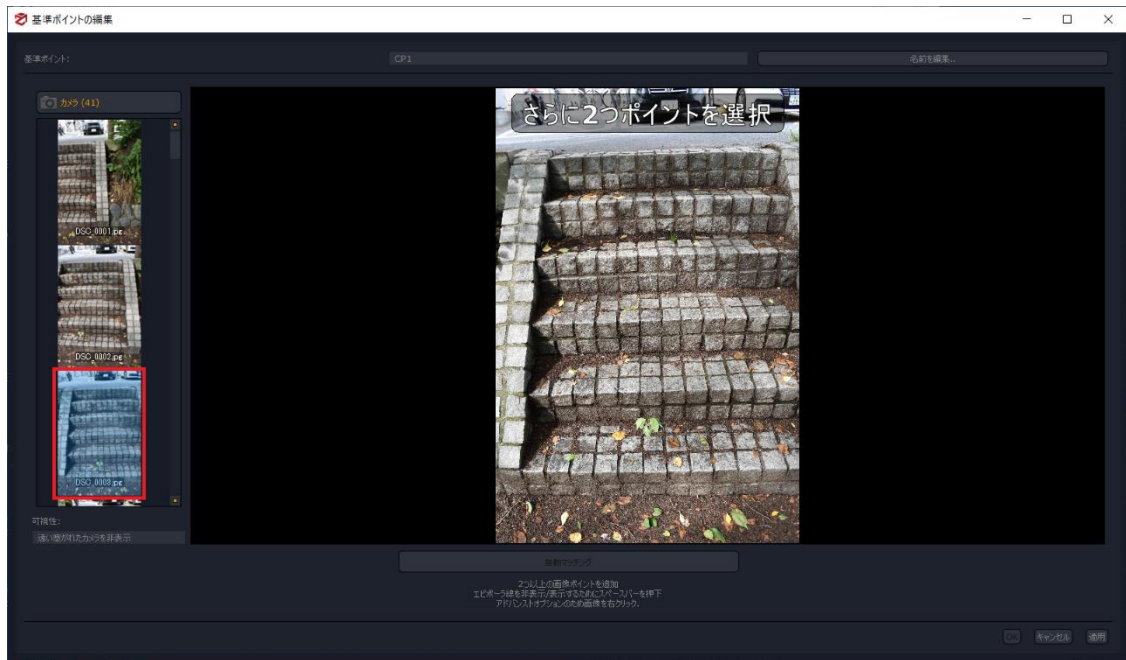 基準ポイントの編集
基準ポイント:
CP1
名前を編集..
カメラ (41)
さらに2つポイントを選択
DSC_0001.jpg
DSC_0002.jpg
DSC_0003.jpg
可視性:
遠い/塞がれたカメラを非表示
自動マッチング
2つ以上の画像ポイントを追加
エピポーラ線を非表示/表示するためにスペースバーを押下
アドバンストオプションのため画像を右クリック.
OK
キャンセル
適用